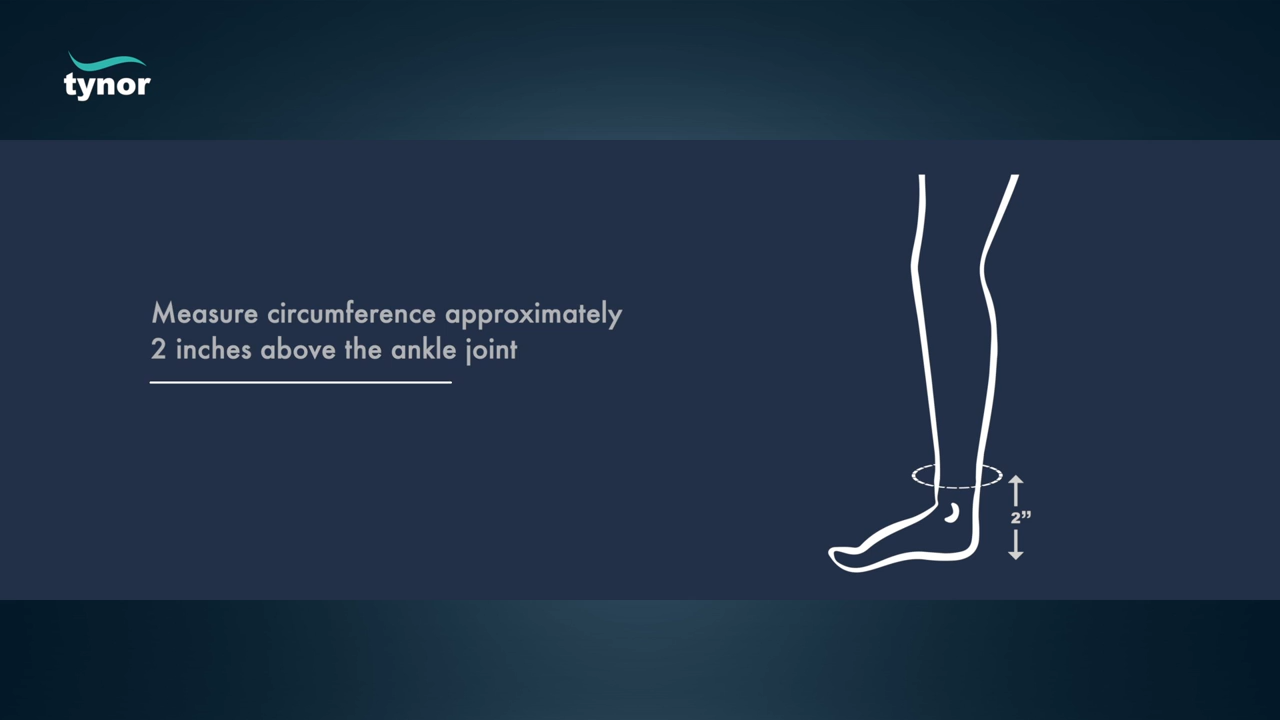 tynor
Measure circumference approximately
2 inches above the ankle joint
2”